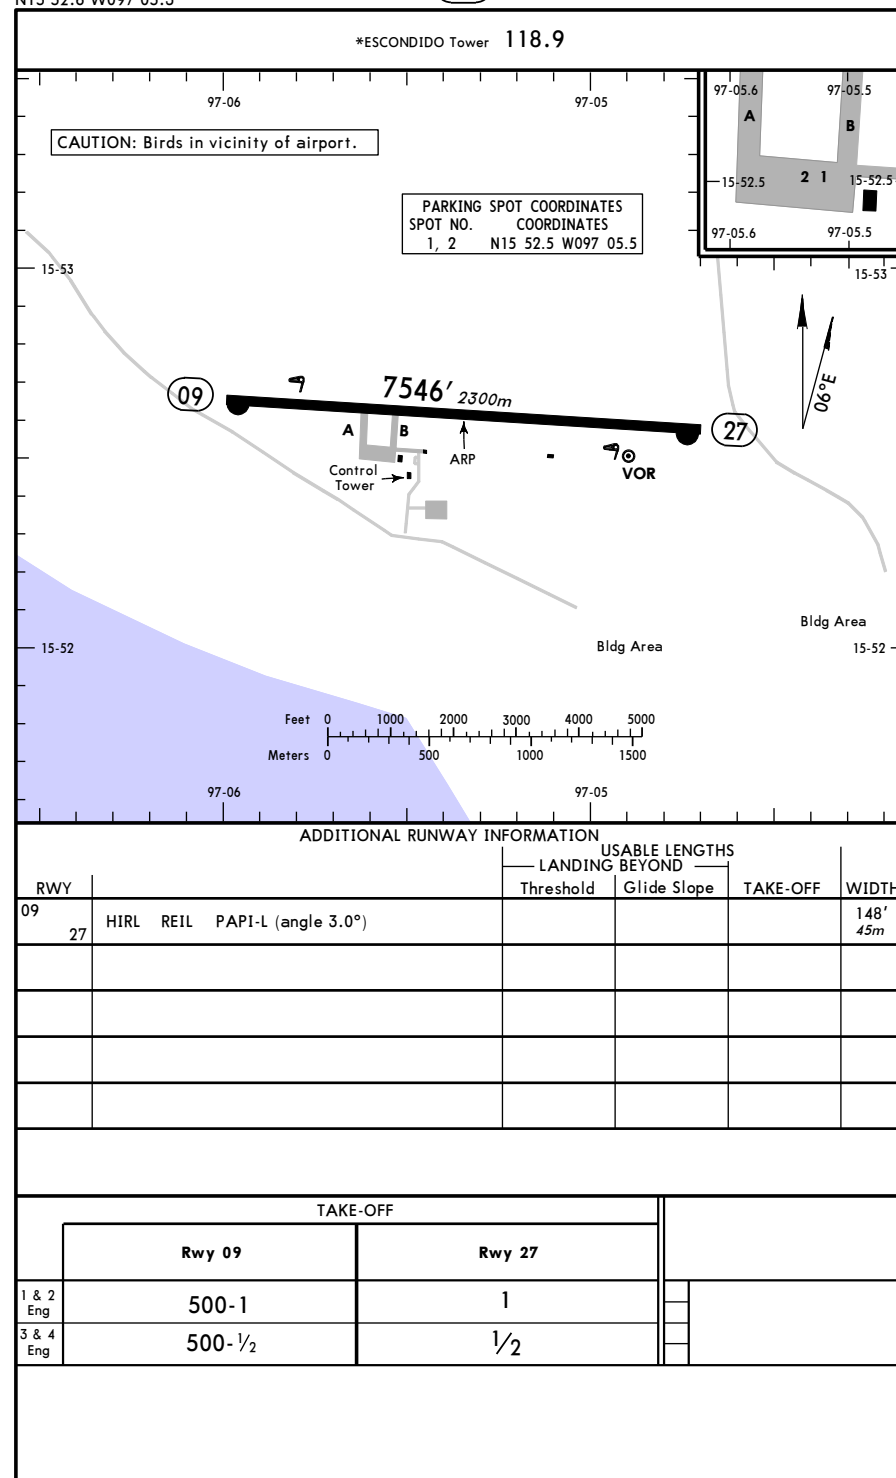 N15 52.6 W097 05.3
*ESCONDIDO Tower 118.9
97-06
97-05
97-05.6
97-05.5
CAUTION: Birds in vicinity of airport.
A
B
2 1
15-52.5
15-52.5
PARKING SPOT COORDINATES
SPOT NO. COORDINATES
1, 2 N15 52.5 W097 05.5
97-05.6
97-05.5
15-53
15-53
06°E
09
7546' 2300m
27
A
B
ARP
VOR
Control
Tower
Bldg Area
15-52
Bldg Area
15-52
Feet 0 1000 2000 3000 4000 5000
Meters 0 500 1000 1500
97-06
97-05
ADDITIONAL RUNWAY INFORMATION
USABLE LENGTHS
LANDING BEYOND
RWY Threshold Glide Slope TAKE-OFF WIDTH
09
27
HIRL REIL PAPI-L (angle 3.0°)
148'
45m
TAKE-OFF
Rwy 09 Rwy 27
1 & 2
Eng
500-1
1
3 & 4
Eng
500-1/2
1/2